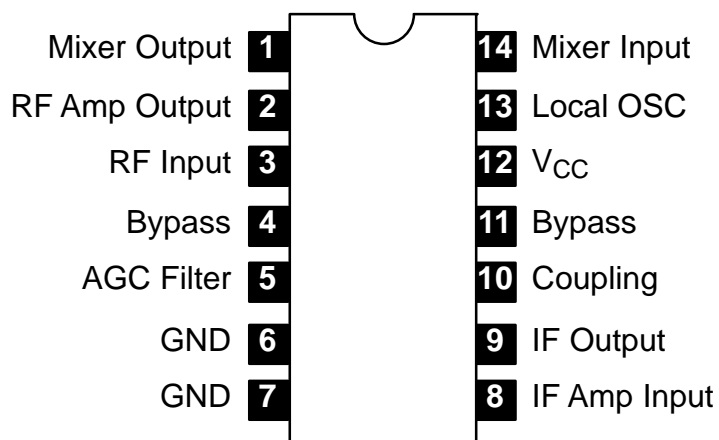 Mixer Output 1 14 Mixer Input
RF Amp Output 2 13 Local OSC
RF Input 3 12 VCC
Bypass 4 11 Bypass
AGC Filter 5 10 Coupling
GND 6 9 IF Output
GND 7 8 IF Amp Input